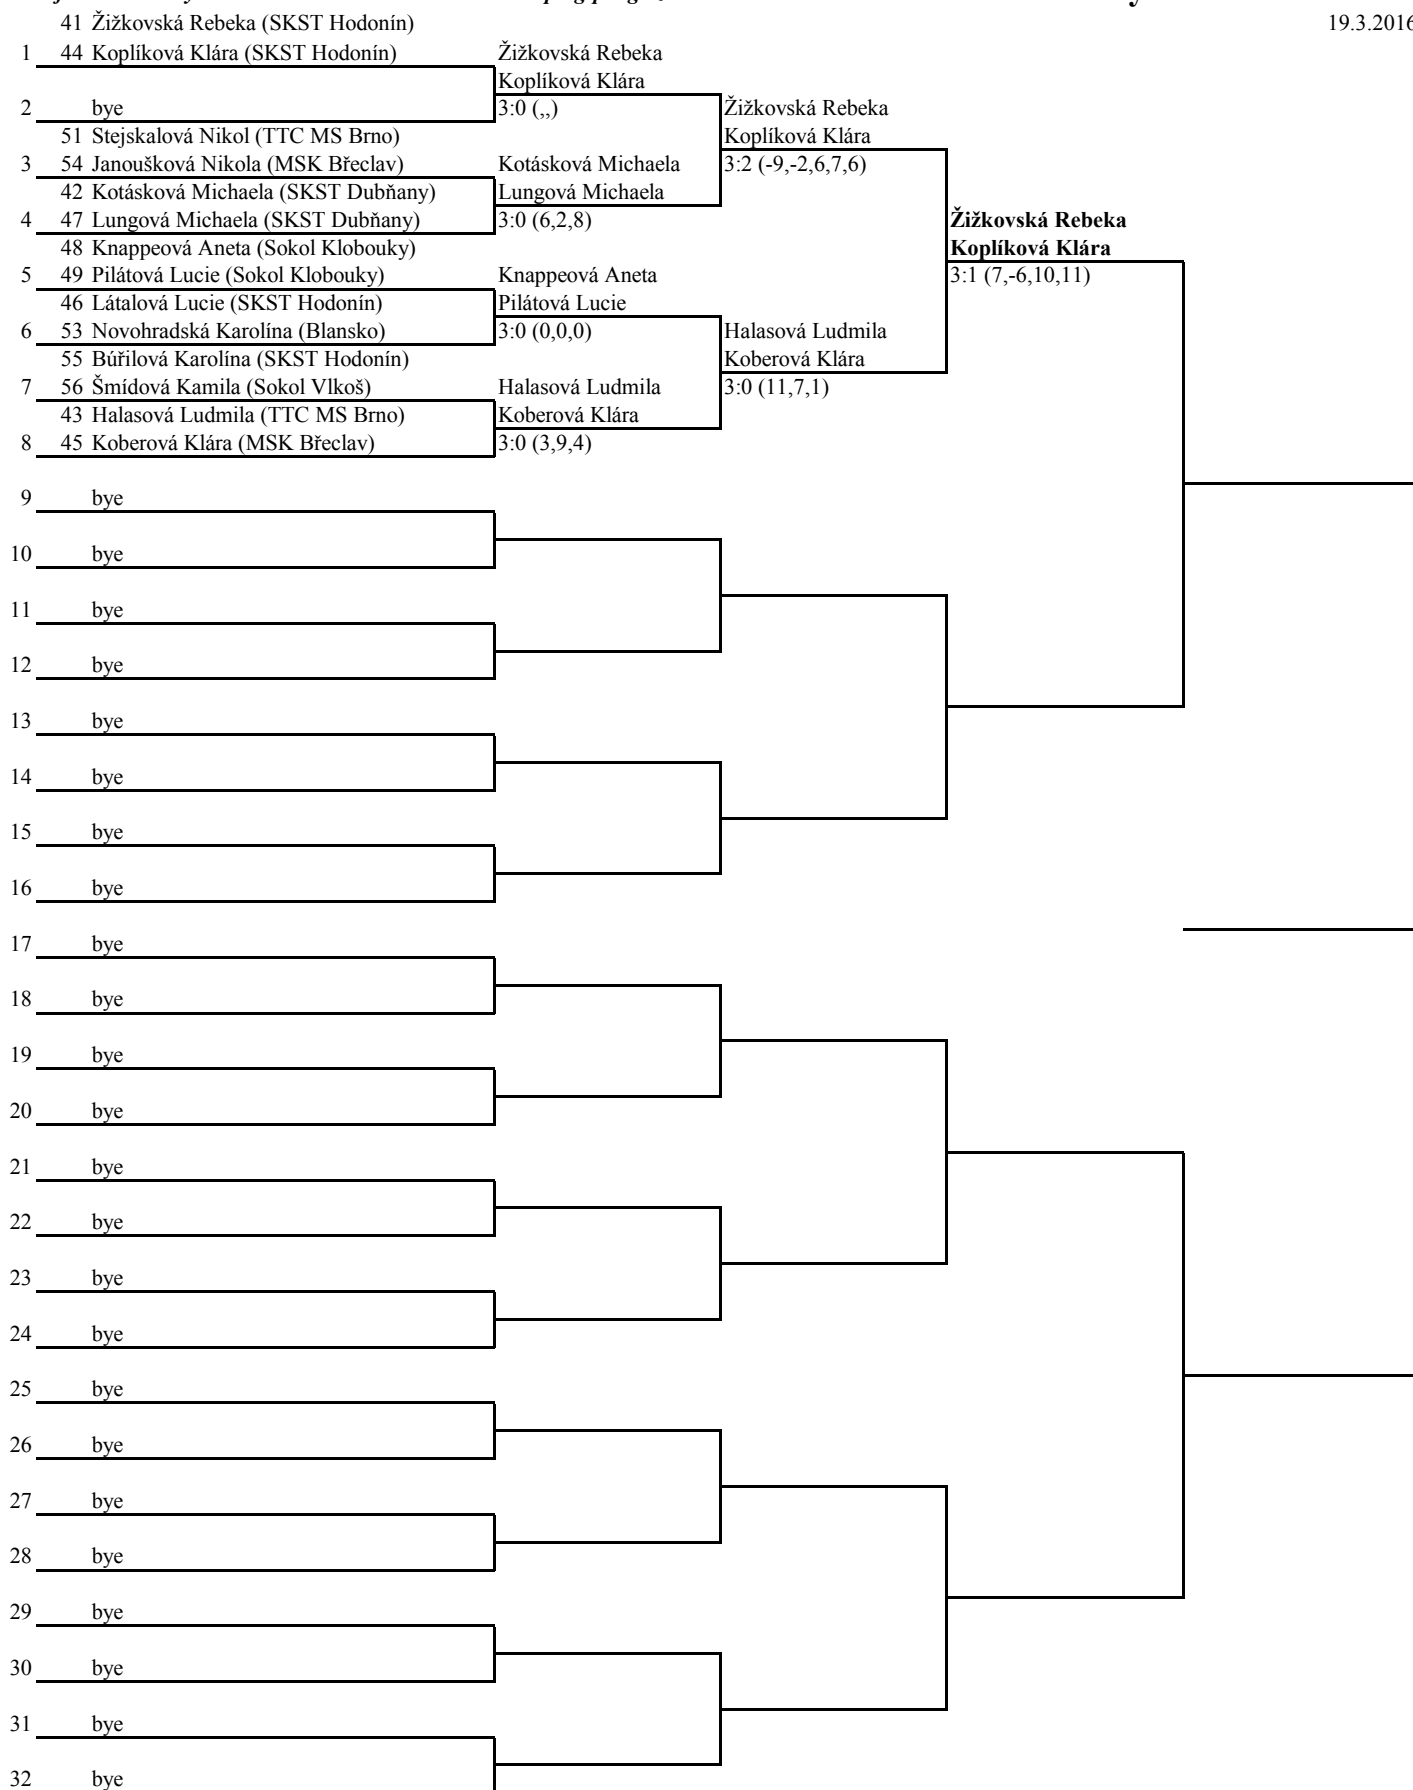 41 Žižkovská Rebeka (SKST Hodonín)
19.3.2016
1 44 Koplíková Klára (SKST Hodonín) Žižkovská Rebeka
Koplíková Klára
2 bye 3:0 (,,) Žižkovská Rebeka
51 Stejskalová Nikol (TTC MS Brno) Koplíková Klára
3 54 Janoušková Nikola (MSK Břeclav) Kotásková Michaela 3:2 (-9,-2,6,7,6)
42 Kotásková Michaela (SKST Dubňany) Lungová Michaela
4 47 Lungová Michaela (SKST Dubňany) 3:0 (6,2,8) Žižkovská Rebeka
48 Knappeová Aneta (Sokol Klobouky) Koplíková Klára
5 49 Pilátová Lucie (Sokol Klobouky) Knappeová Aneta 3:1 (7,-6,10,11)
46 Látalová Lucie (SKST Hodonín) Pilátová Lucie
6 53 Novohradská Karolína (Blansko) 3:0 (0,0,0) Halasová Ludmila
55 Búřilová Karolína (SKST Hodonín) Koberová Klára
7 56 Šmídová Kamila (Sokol Vlkoš) Halasová Ludmila 3:0 (11,7,1)
43 Halasová Ludmila (TTC MS Brno) Koberová Klára
8 45 Koberová Klára (MSK Břeclav) 3:0 (3,9,4)
9 bye
10 bye
11 bye
12 bye
13 bye
14 bye
15 bye
16 bye
17 bye
18 bye
19 bye
20 bye
21 bye
22 bye
23 bye
24 bye
25 bye
26 bye
27 bye
28 bye
29 bye
30 bye
31 bye
32 bye